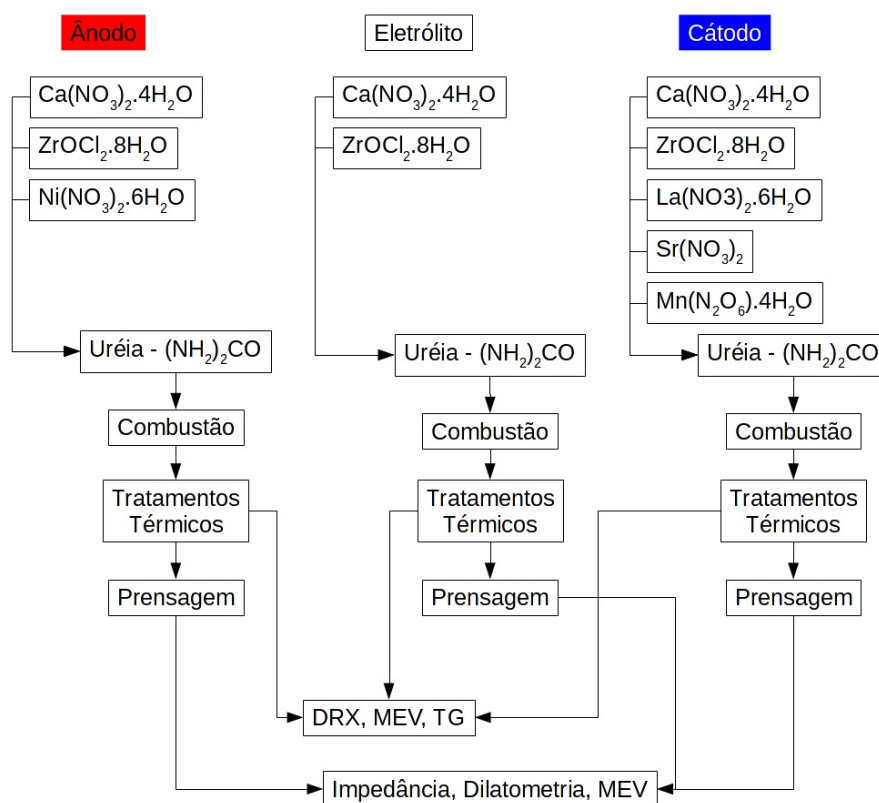 Ânodo
Ca(NO₃)₂.4H₂O
ZrOCl₂.8H₂O
Ni(NO₃)₂.6H₂O
Uréia - (NH₂)₂CO
Combustão
Tratamentos
Térmicos
Prensagem
Eletrólito
Ca(NO₃)₂.4H₂O
ZrOCl₂.8H₂O
Uréia - (NH₂)₂CO
Combustão
Tratamentos
Térmicos
Prensagem
Cátodo
Ca(NO₃)₂.4H₂O
ZrOCl₂.8H₂O
La(NO3)₂.6H₂O
Sr(NO₃)₂
Mn(N₂O₆).4H₂O
Uréia - (NH₂)₂CO
Combustão
Tratamentos
Térmicos
Prensagem
DRX, MEV, TG
Impedância, Dilatometria, MEV